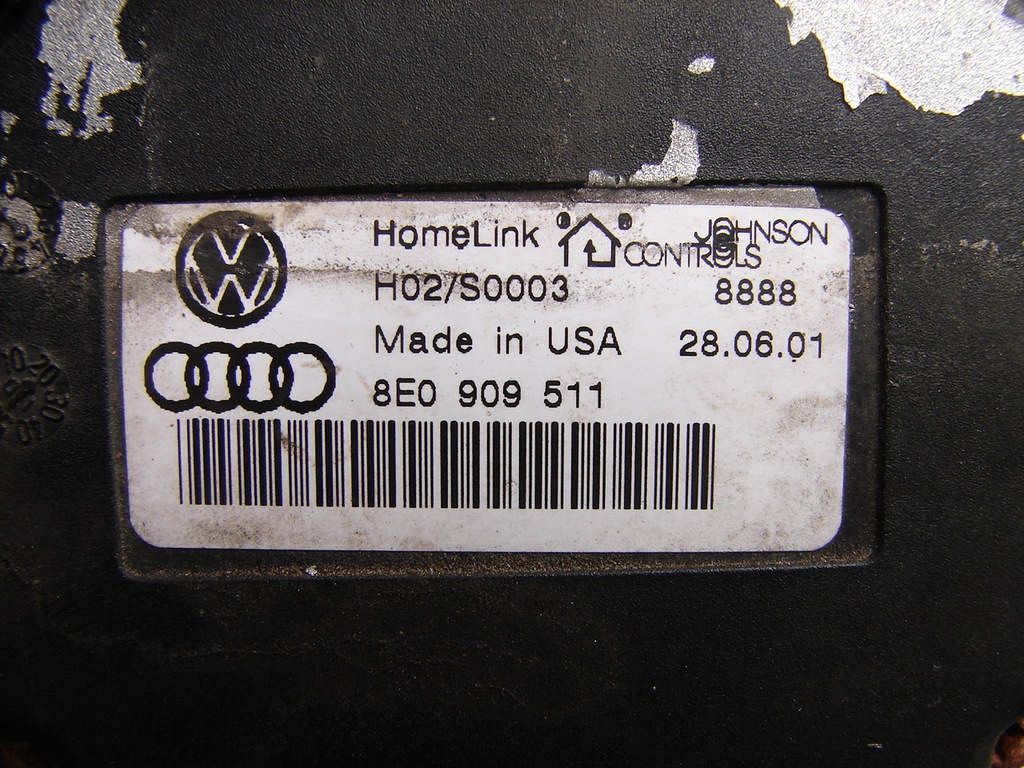 HomeLink JOHNSON CONTROLS
H02/S0003 8888
Made in USA 28.06.01
8E0 909 511